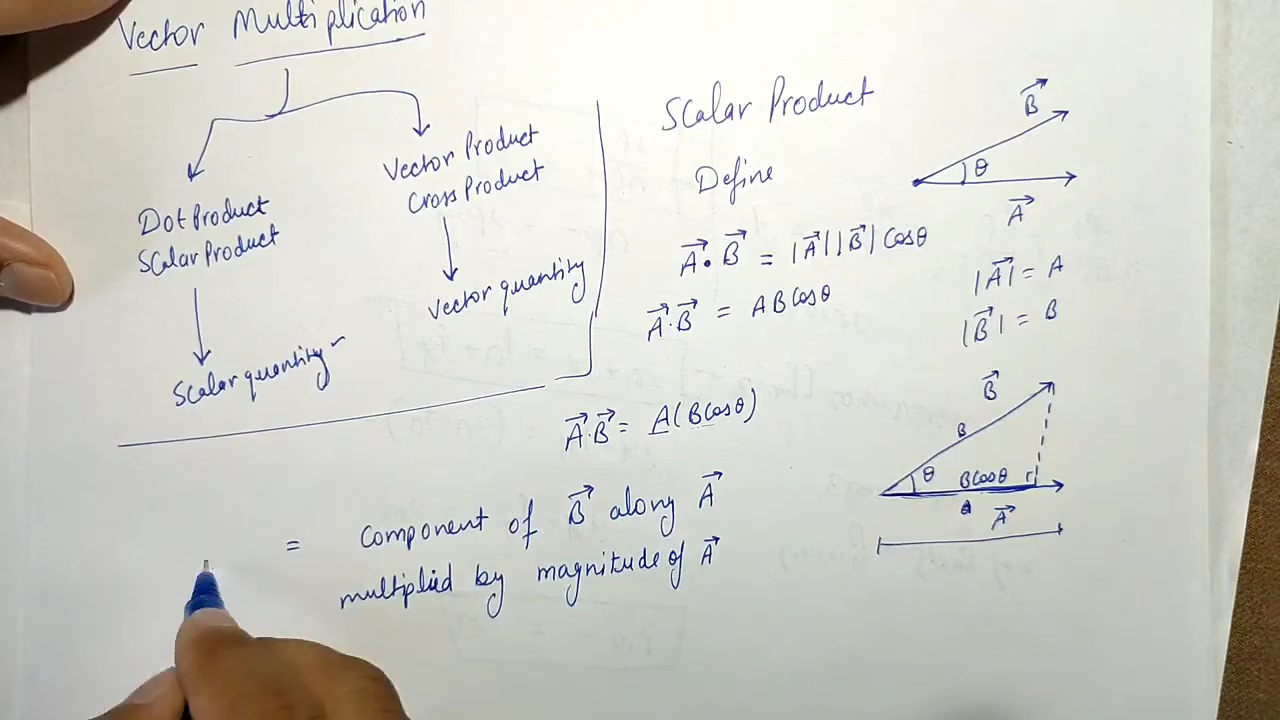 Vector Multiplication
Dot Product
Scalar Product
Scalar quantity
Vector Product
Cross Product
Vector quantity
Scalar Product
Define
A⃗ • B⃗ = |A⃗| |B⃗| Cosθ
A⃗ · B⃗ = AB Cosθ
B⃗
θ
A⃗
|A⃗| = A
|B⃗| = B
A⃗ · B⃗ = A(BCosθ)
= Component of B⃗ along A⃗
multiplied by magnitude of A⃗
B⃗
B
θ
BCosθ
A⃗